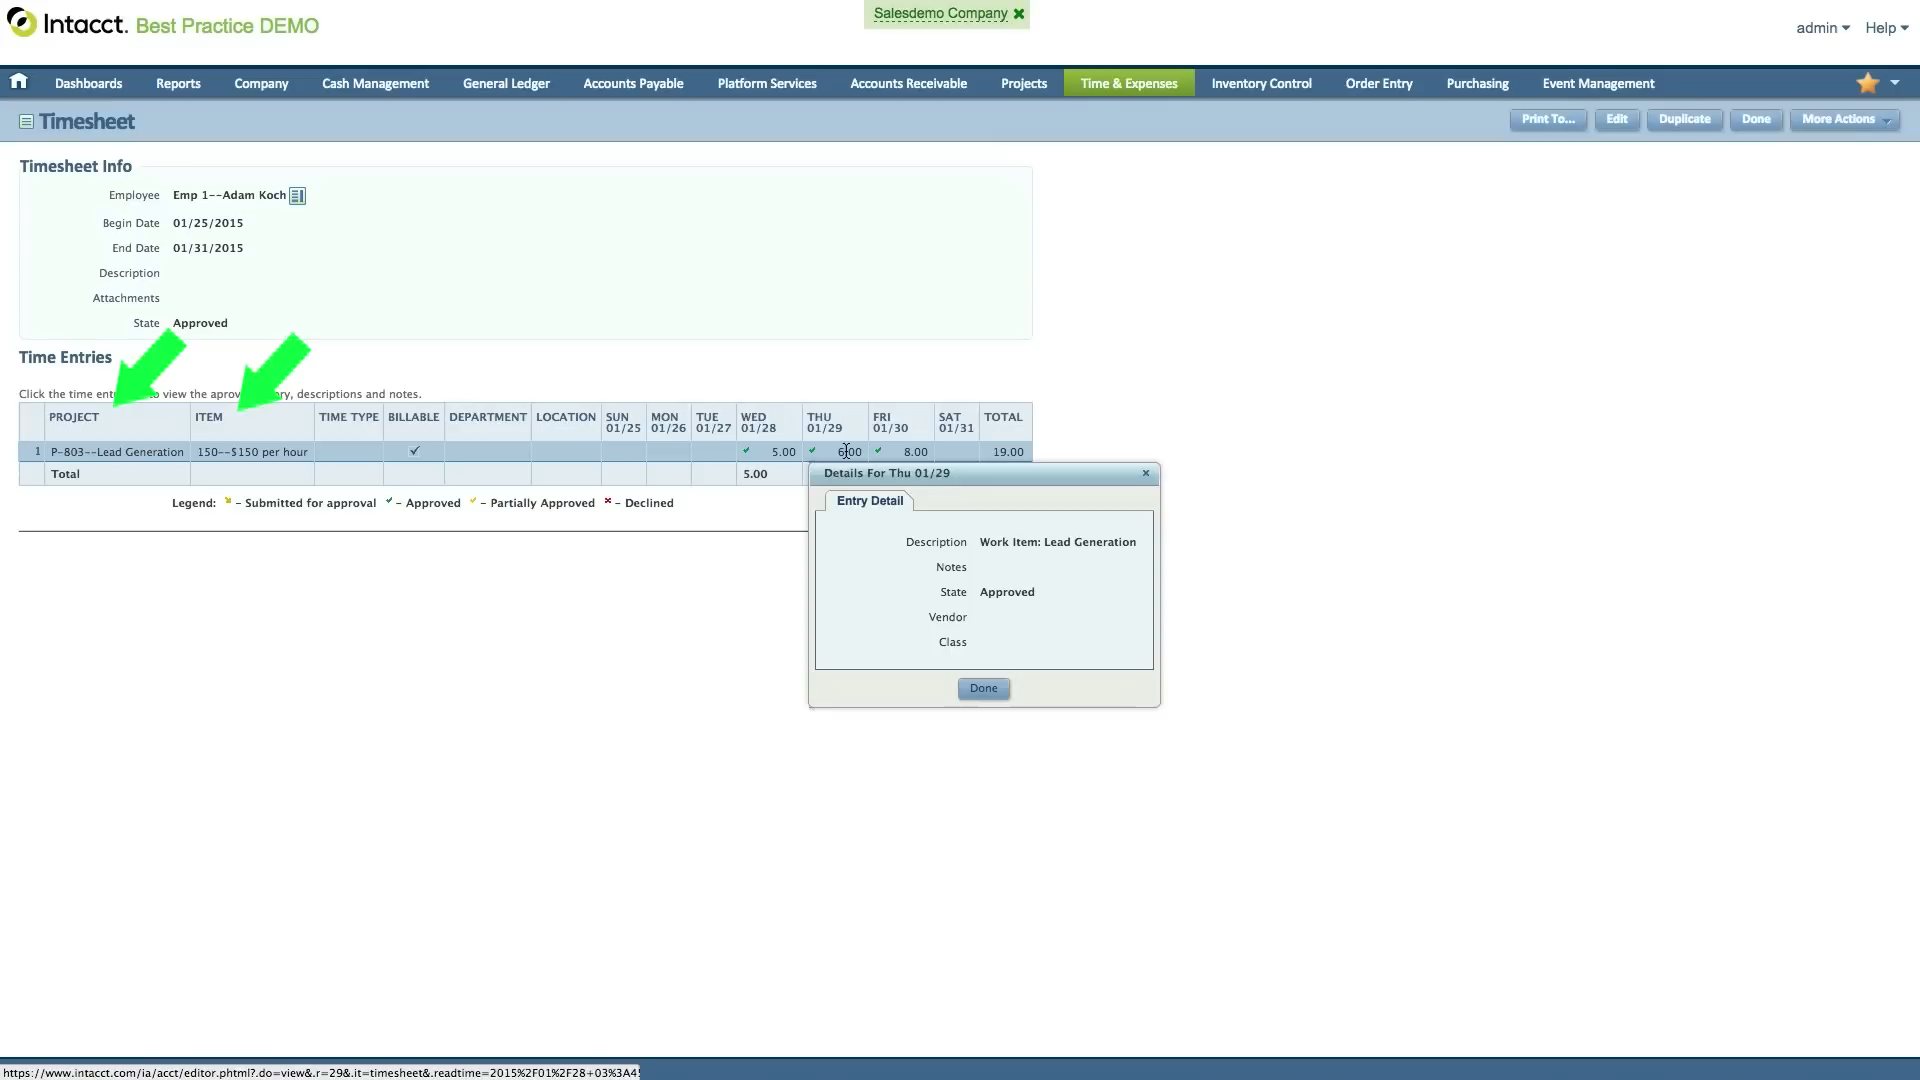 Intacct. Best Practice DEMO
Salesdemo Company
admin
Help
Dashboards
Reports
Company
Cash Management
General Ledger
Accounts Payable
Platform Services
Accounts Receivable
Projects
Time & Expenses
Inventory Control
Order Entry
Purchasing
Event Management
Timesheet
Print To...
Edit
Duplicate
Done
More Actions
Timesheet Info
Employee Emp 1--Adam Koch
Begin Date 01/25/2015
End Date 01/31/2015
Description
Attachments
State Approved
Time Entries
Click the time view the descriptions and notes.
PROJECT ITEM TIME TYPE BILLABLE DEPARTMENT LOCATION SUN 01/25 MON 01/26 TUE 01/27 WED 01/28 THU 01/29 FRI 01/30 SAT 01/31 TOTAL
1 P-803--Lead Generation 150--$150 per hour 5.00 6.00 8.00 19.00
Total 5.00
Legend: - Submitted for approval - Approved - Partially Approved - Declined
Details For Thu 01/29
Entry Detail
Description Work Item: Lead Generation
Notes
State Approved
Vendor
Class
Done
https://www.intacct.com/ia/acct/editor.phtml?.do=view&.r=29&.it=timesheet&.readtime=2015%2F01%2F28+03%3A4